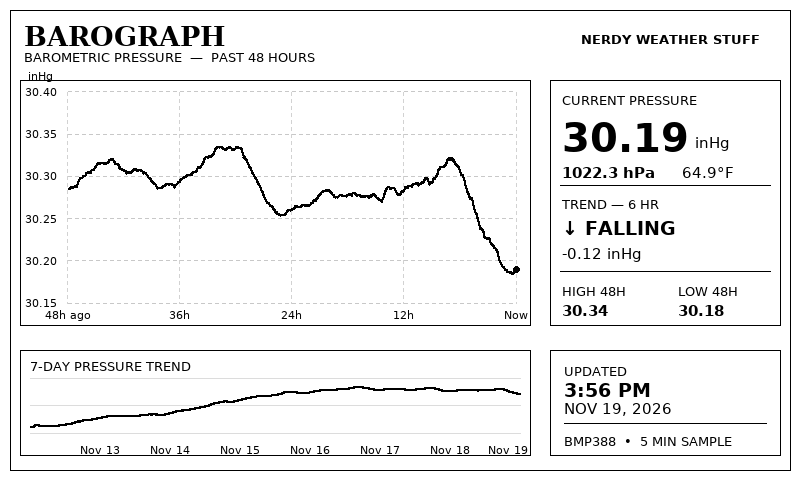 BAROGRAPH
BAROMETRIC PRESSURE — PAST 48 HOURS
NERDY WEATHER STUFF
inHg
30.40
30.35
30.30
30.25
30.20
30.15
48h ago 36h 24h 12h Now
CURRENT PRESSURE
30.19 inHg
1022.3 hPa 64.9°F
TREND — 6 HR
↓ FALLING
-0.12 inHg
HIGH 48H LOW 48H
30.34 30.18
7-DAY PRESSURE TREND
Nov 13 Nov 14 Nov 15 Nov 16 Nov 17 Nov 18 Nov 19
UPDATED
3:56 PM
NOV 19, 2026
BMP388 • 5 MIN SAMPLE